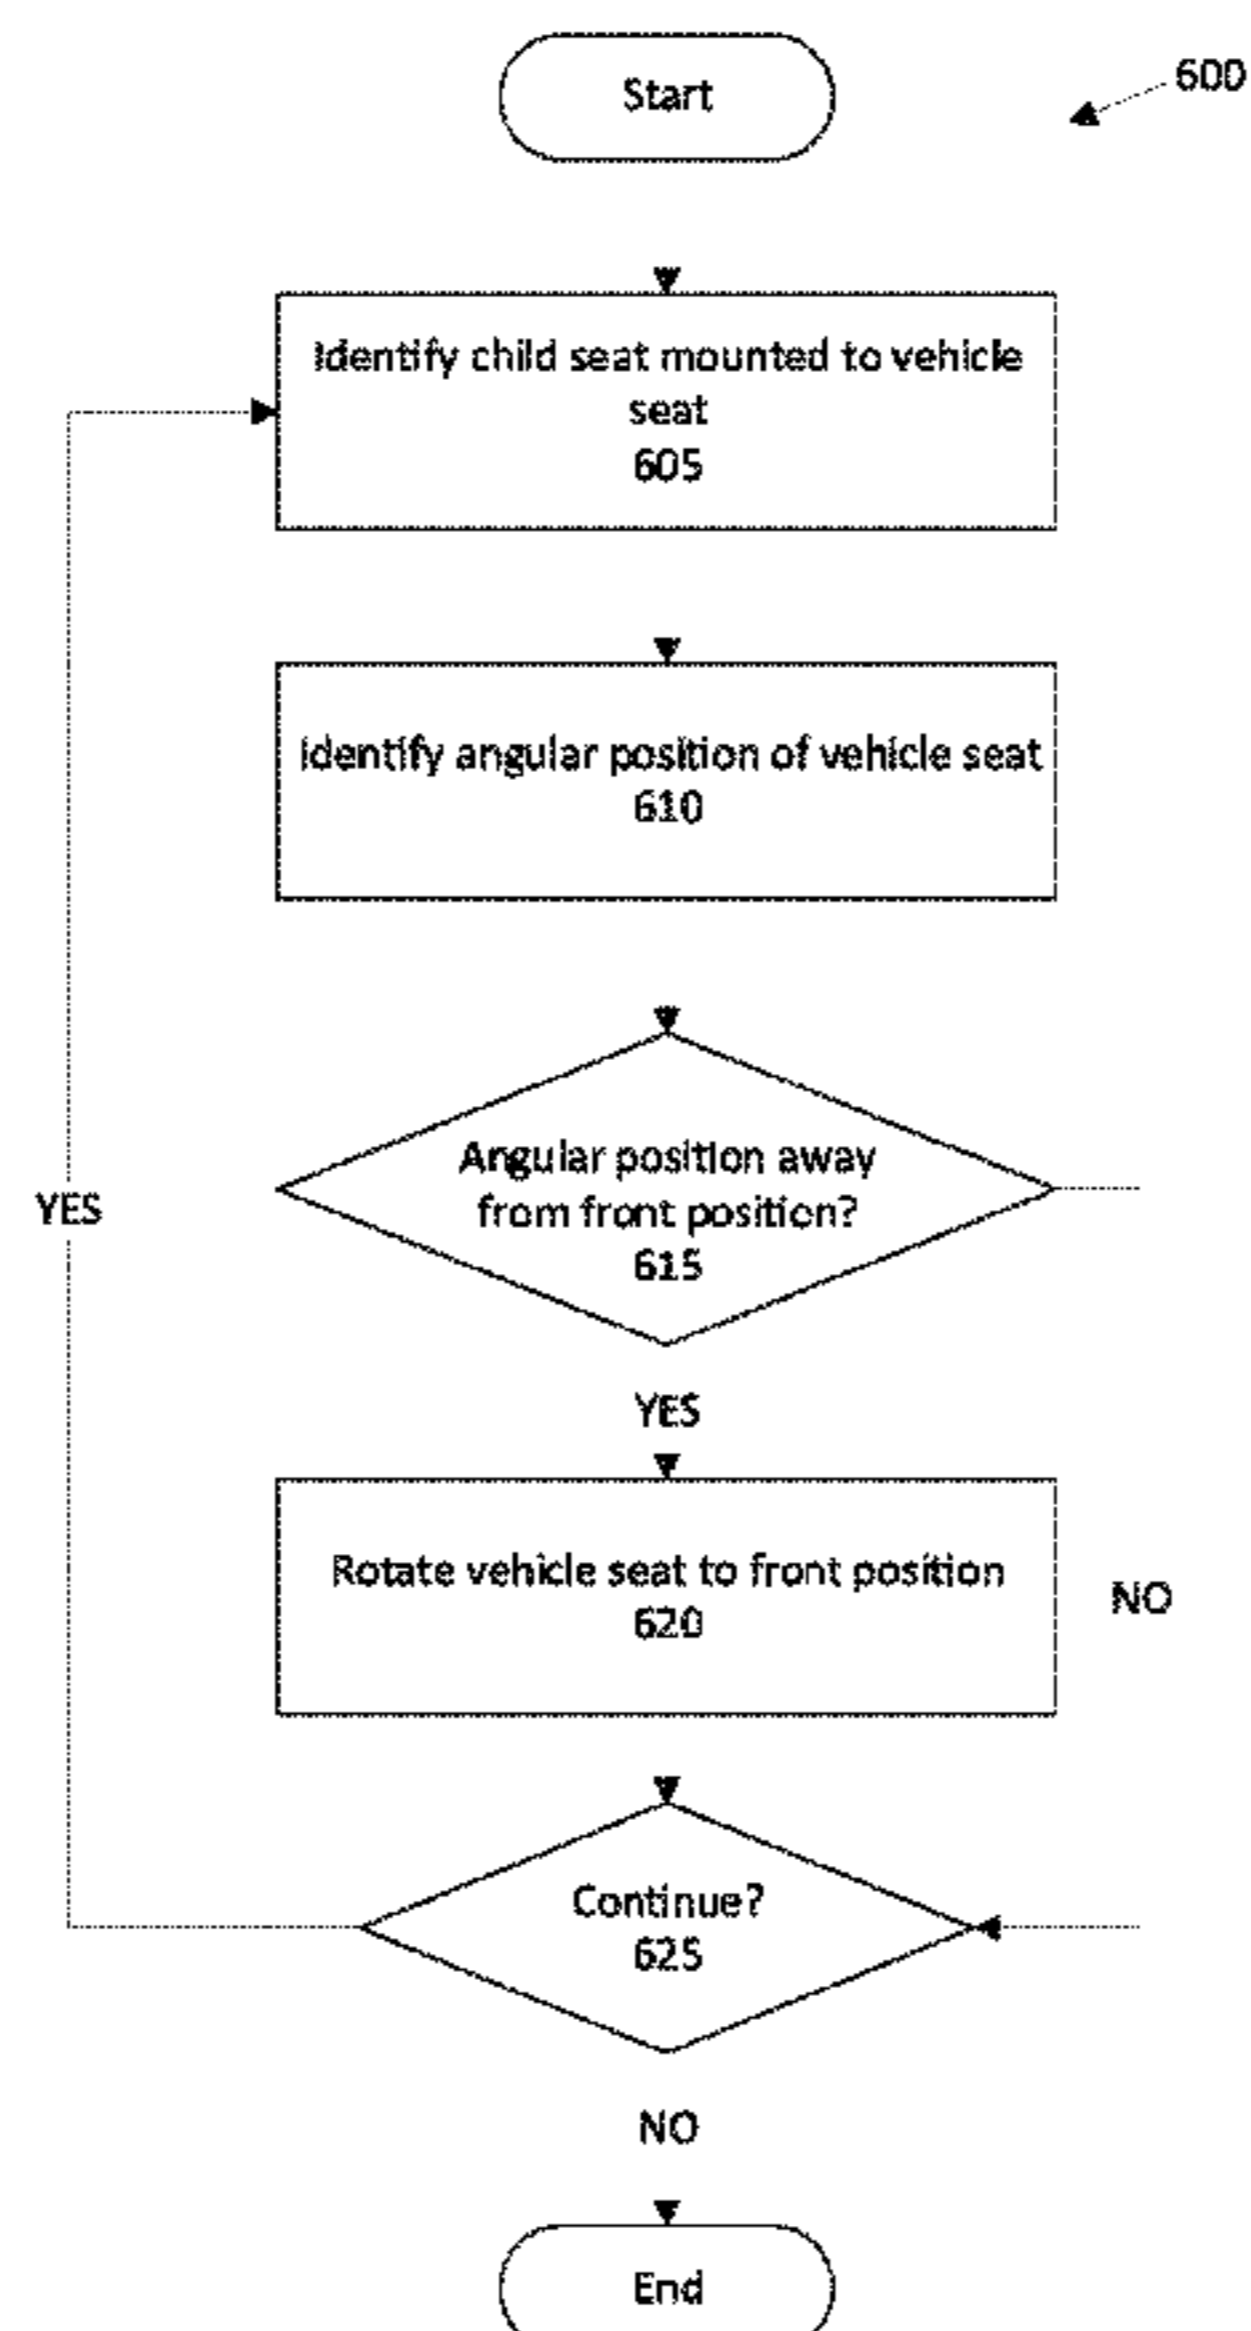 Start
600
Identify child seat mounted to vehicle
seat
605
Identify angular position of vehicle seat
610
Angular position away
from front position?
615
YES
YES
Rotate vehicle seat to front position
620
NO
Continue?
625
NO
End